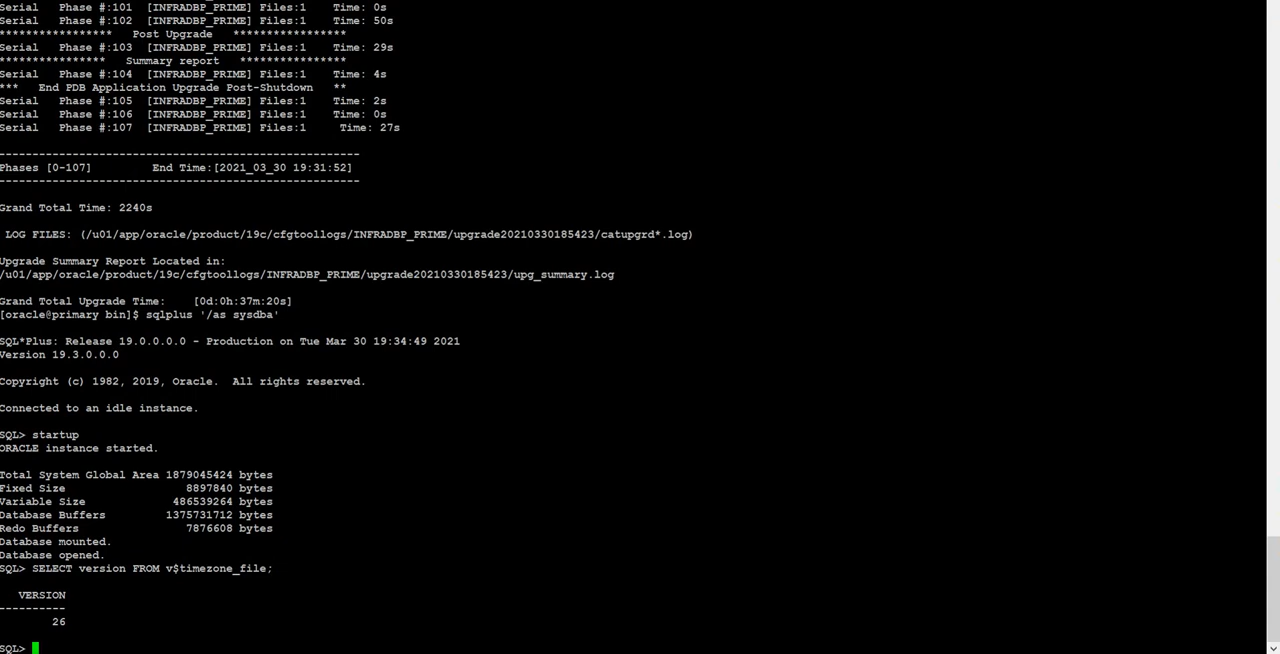 Serial   Phase #:101  [INFRADBP_PRIME] Files:1    Time: 0s
Serial   Phase #:102  [INFRADBP_PRIME] Files:1    Time: 50s
*****************   Post Upgrade   *****************
Serial   Phase #:103  [INFRADBP_PRIME] Files:1    Time: 29s
****************   Summary report   ****************
Serial   Phase #:104  [INFRADBP_PRIME] Files:1    Time: 4s
***   End PDB Application Upgrade Post-Shutdown   **
Serial   Phase #:105  [INFRADBP_PRIME] Files:1    Time: 2s
Serial   Phase #:106  [INFRADBP_PRIME] Files:1    Time: 0s
Serial   Phase #:107  [INFRADBP_PRIME] Files:1     Time: 27s
------------------------------------------------------
Phases [0-107]         End Time:[2021_03_30 19:31:52]
------------------------------------------------------
Grand Total Time: 2240s
LOG FILES: (/u01/app/oracle/product/19c/cfgtoollogs/INFRADBP_PRIME/upgrade20210330185423/catupgrd*.log)
Upgrade Summary Report Located in:
/u01/app/oracle/product/19c/cfgtoollogs/INFRADBP_PRIME/upgrade20210330185423/upg_summary.log
Grand Total Upgrade Time:    [0d:0h:37m:20s]
[oracle@primary bin]$ sqlplus '/as sysdba'
SQL*Plus: Release 19.0.0.0.0 - Production on Tue Mar 30 19:34:49 2021
Version 19.3.0.0.0
Copyright (c) 1982, 2019, Oracle.  All rights reserved.
Connected to an idle instance.
SQL> startup
ORACLE instance started.
Total System Global Area 1879045424 bytes
Fixed Size                  8897840 bytes
Variable Size             486539264 bytes
Database Buffers         1375731712 bytes
Redo Buffers                7876608 bytes
Database mounted.
Database opened.
SQL> SELECT version FROM v$timezone_file;
VERSION
----------
26
SQL>